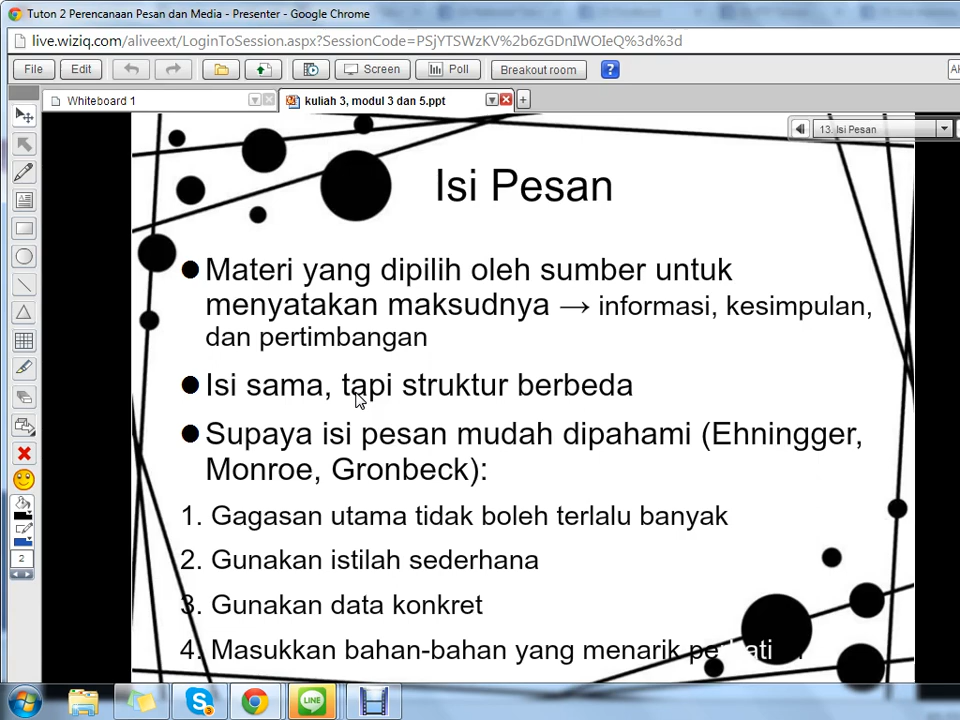 Tuton 2 Perencanaan Pesan dan Media - Presenter - Google Chrome
live.wiziq.com/aliveext/LoginToSession.aspx?SessionCode=PSjYTSWzKV%2b6zGDnIWOIeQ%3d%3d
File Edit Screen Poll Breakout room ?
Whiteboard 1 kuliah 3, modul 3 dan 5.ppt
13. Isi Pesan
Isi Pesan
Materi yang dipilih oleh sumber untuk
menyatakan maksudnya → informasi, kesimpulan,
dan pertimbangan
Isi sama, tapi struktur berbeda
Supaya isi pesan mudah dipahami (Ehningger,
Monroe, Gronbeck):
1. Gagasan utama tidak boleh terlalu banyak
2. Gunakan istilah sederhana
3. Gunakan data konkret
4. Masukkan bahan-bahan yang menarik perhatian
2
LINE